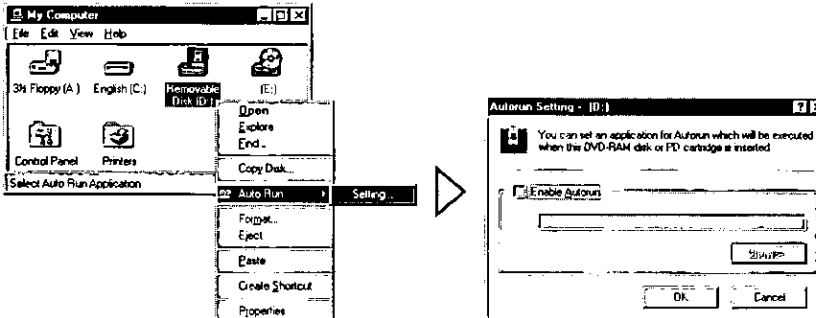 My Computer
File Edit View Help
3½ Floppy (A:)
English (C:)
Removable
Disk (D:)
(E:)
Control Panel
Printers
Select Auto Run Application
Open
Explore
Find...
Copy Disk...
Auto Run
Setting...
Format...
Eject
Paste
Create Shortcut
Properties
Autorun Setting - (D:)
You can set an application for Autorun which will be executed
when this DVD-RAM disk or PD cartridge is inserted
Enable Autorun
OK
Cancel